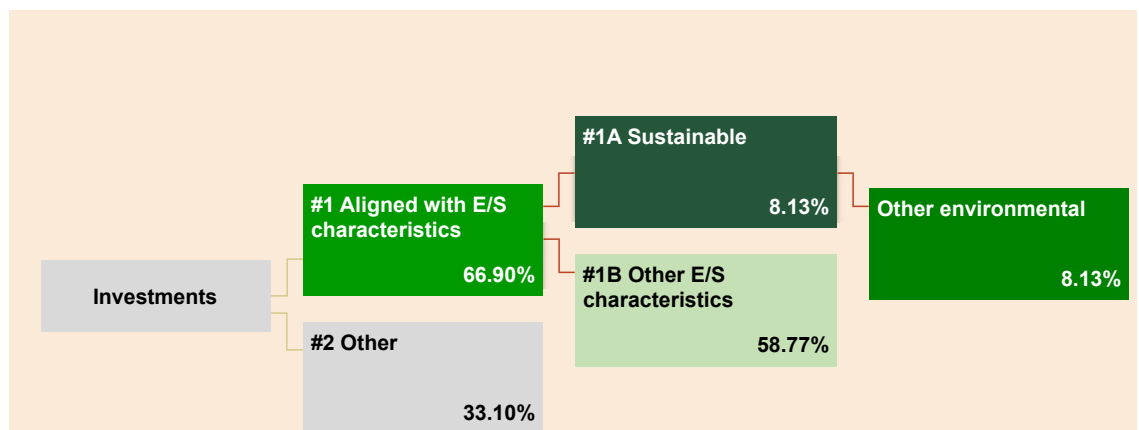 #1A Sustainable
8.13%
#1 Aligned with E/S
characteristics
66.90%
Other environmental
8.13%
Investments
#1B Other E/S
characteristics
58.77%
#2 Other
33.10%